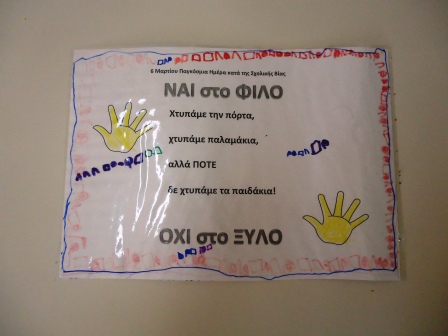 6 Μαρτίου Παγκόσμια Ημέρα κατά της Σχολικής Βίας
ΝΑΙ στο ΦΙΛΟ
Χτυπάμε την πόρτα,
χτυπάμε παλαμάκια,
αλλά ΠΟΤΕ
δε χτυπάμε τα παιδάκια!
ΟΧΙ στο ΞΥΛΟ